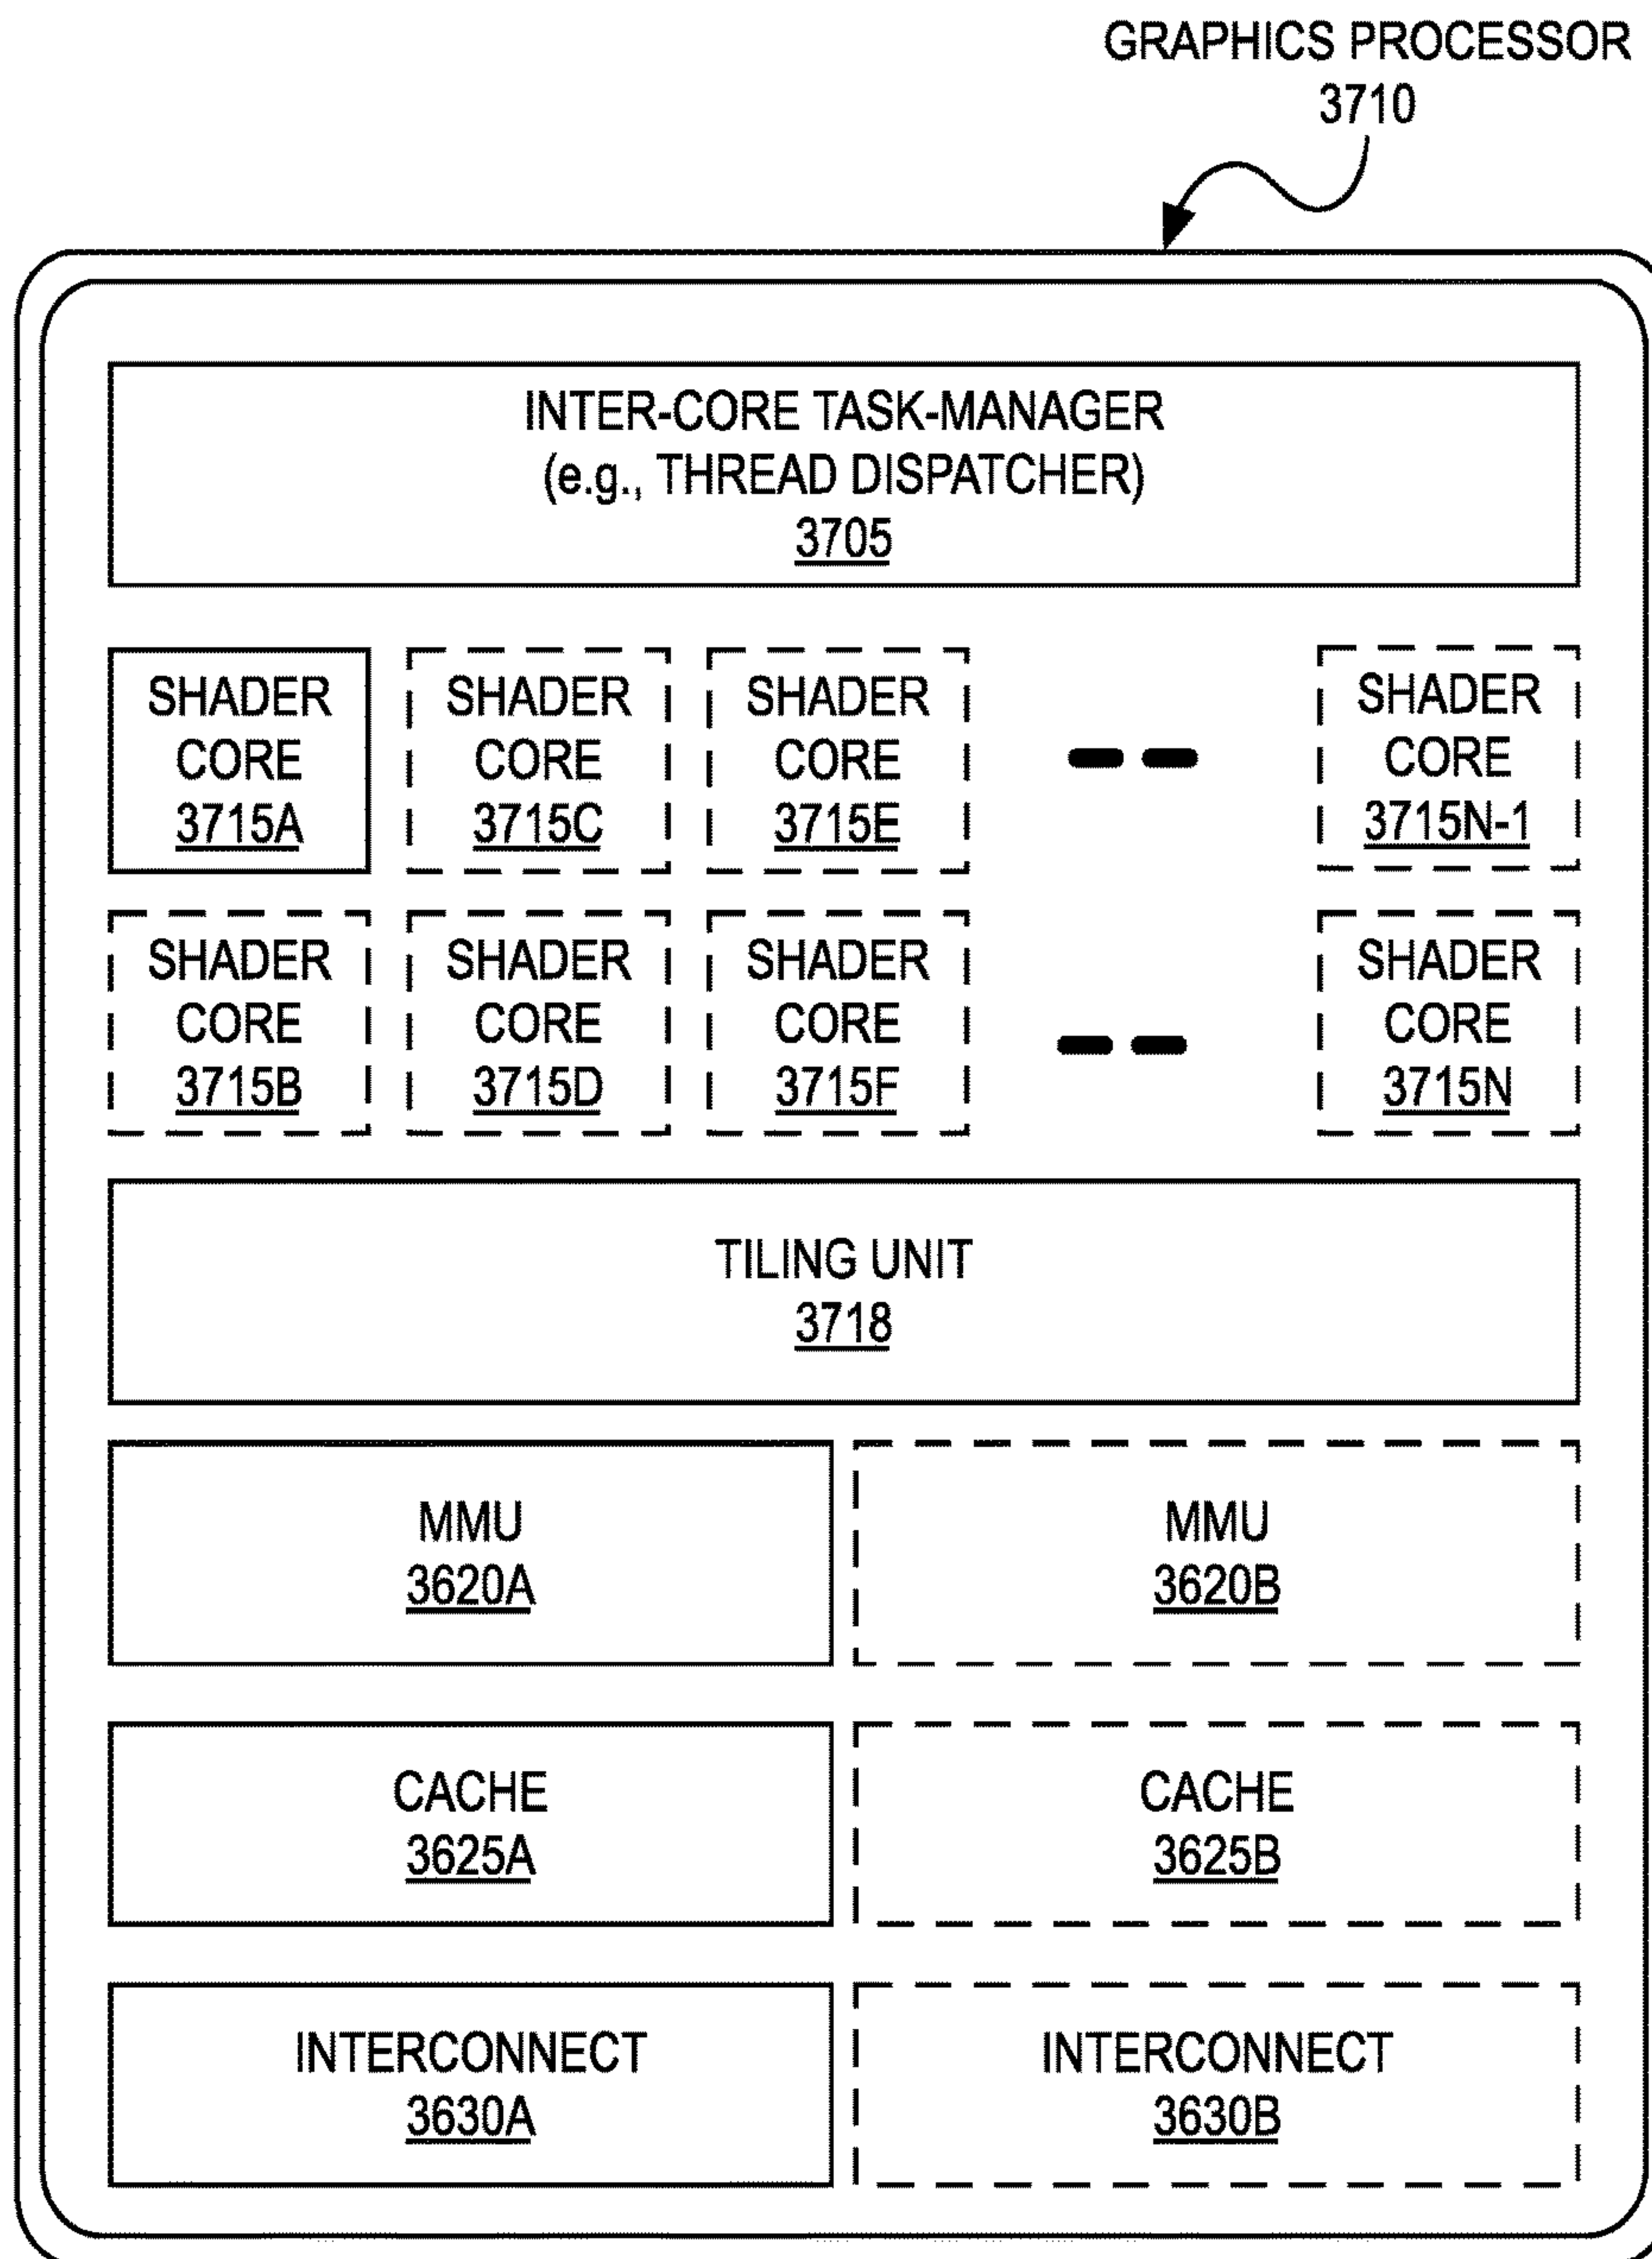 GRAPHICS PROCESSOR
3710
INTER-CORE TASK-MANAGER
(e.g., THREAD DISPATCHER)
3705
SHADER
CORE
3715A
SHADER
CORE
3715C
SHADER
CORE
3715E
SHADER
CORE
3715N-1
SHADER
CORE
3715B
SHADER
CORE
3715D
SHADER
CORE
3715F
SHADER
CORE
3715N
TILING UNIT
3718
MMU
3620A
MMU
3620B
CACHE
3625A
CACHE
3625B
INTERCONNECT
3630A
INTERCONNECT
3630B